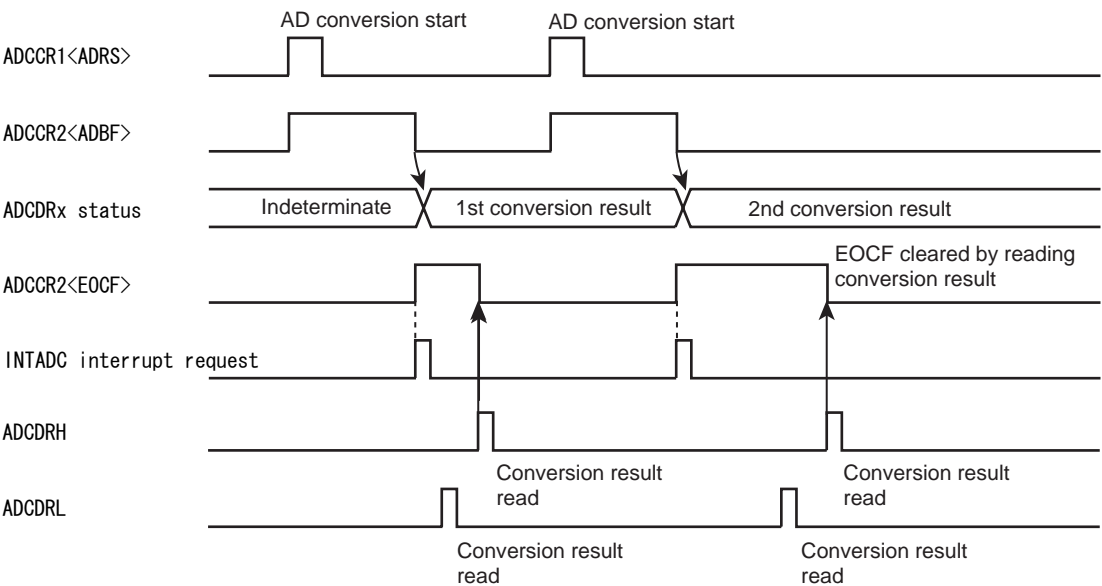 AD conversion start
AD conversion start
ADCCR1<ADRS>
ADCCR2<ADBF>
ADCDRx status
Indeterminate
1st conversion result
2nd conversion result
EOCF cleared by reading
conversion result
ADCCR2<EOCF>
INTADC interrupt request
ADCDRH
Conversion result
read
Conversion result
read
ADCDRL
Conversion result
read
Conversion result
read